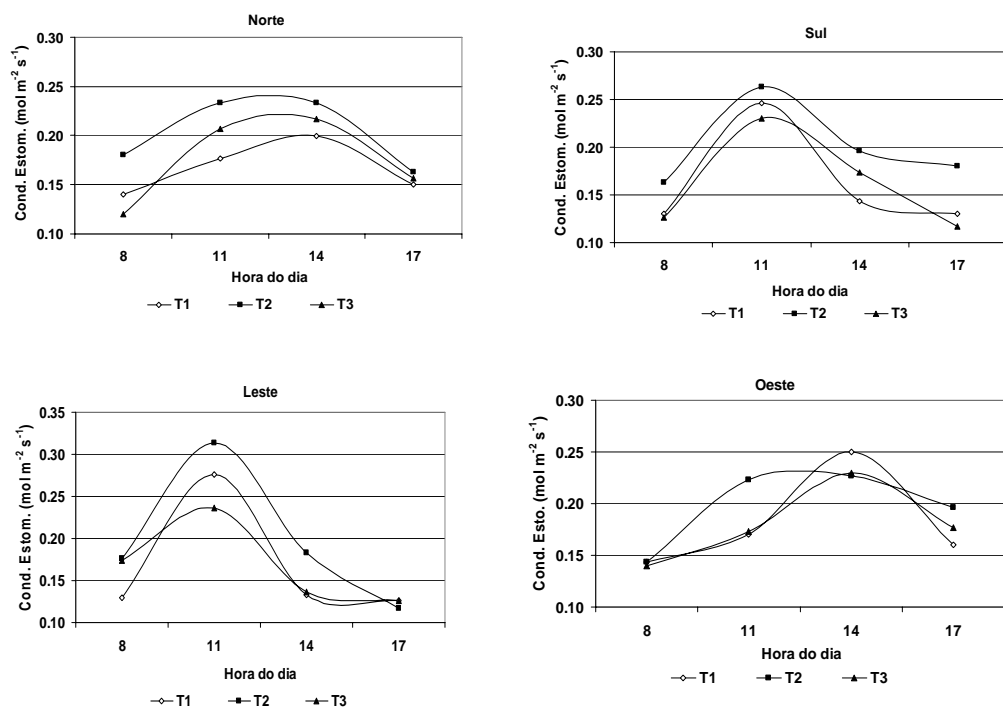 Norte
Cond. Estom. (mol m⁻² s⁻¹)
0.30
0.25
0.20
0.15
0.10
8 11 14 17
Hora do dia
T1 T2 T3
Sul
Cond. Estom. (mol m⁻² s⁻¹)
0.30
0.25
0.20
0.15
0.10
8 11 14 17
Hora do dia
T1 T2 T3
Leste
Cond. Estom. (mol m⁻² s⁻¹)
0.35
0.30
0.25
0.20
0.15
0.10
8 11 14 17
Hora do dia
T1 T2 T3
Oeste
Cond. Esto. (mol m⁻² s⁻¹)
0.30
0.25
0.20
0.15
0.10
8 11 14 17
Hora do dia
T1 T2 T3